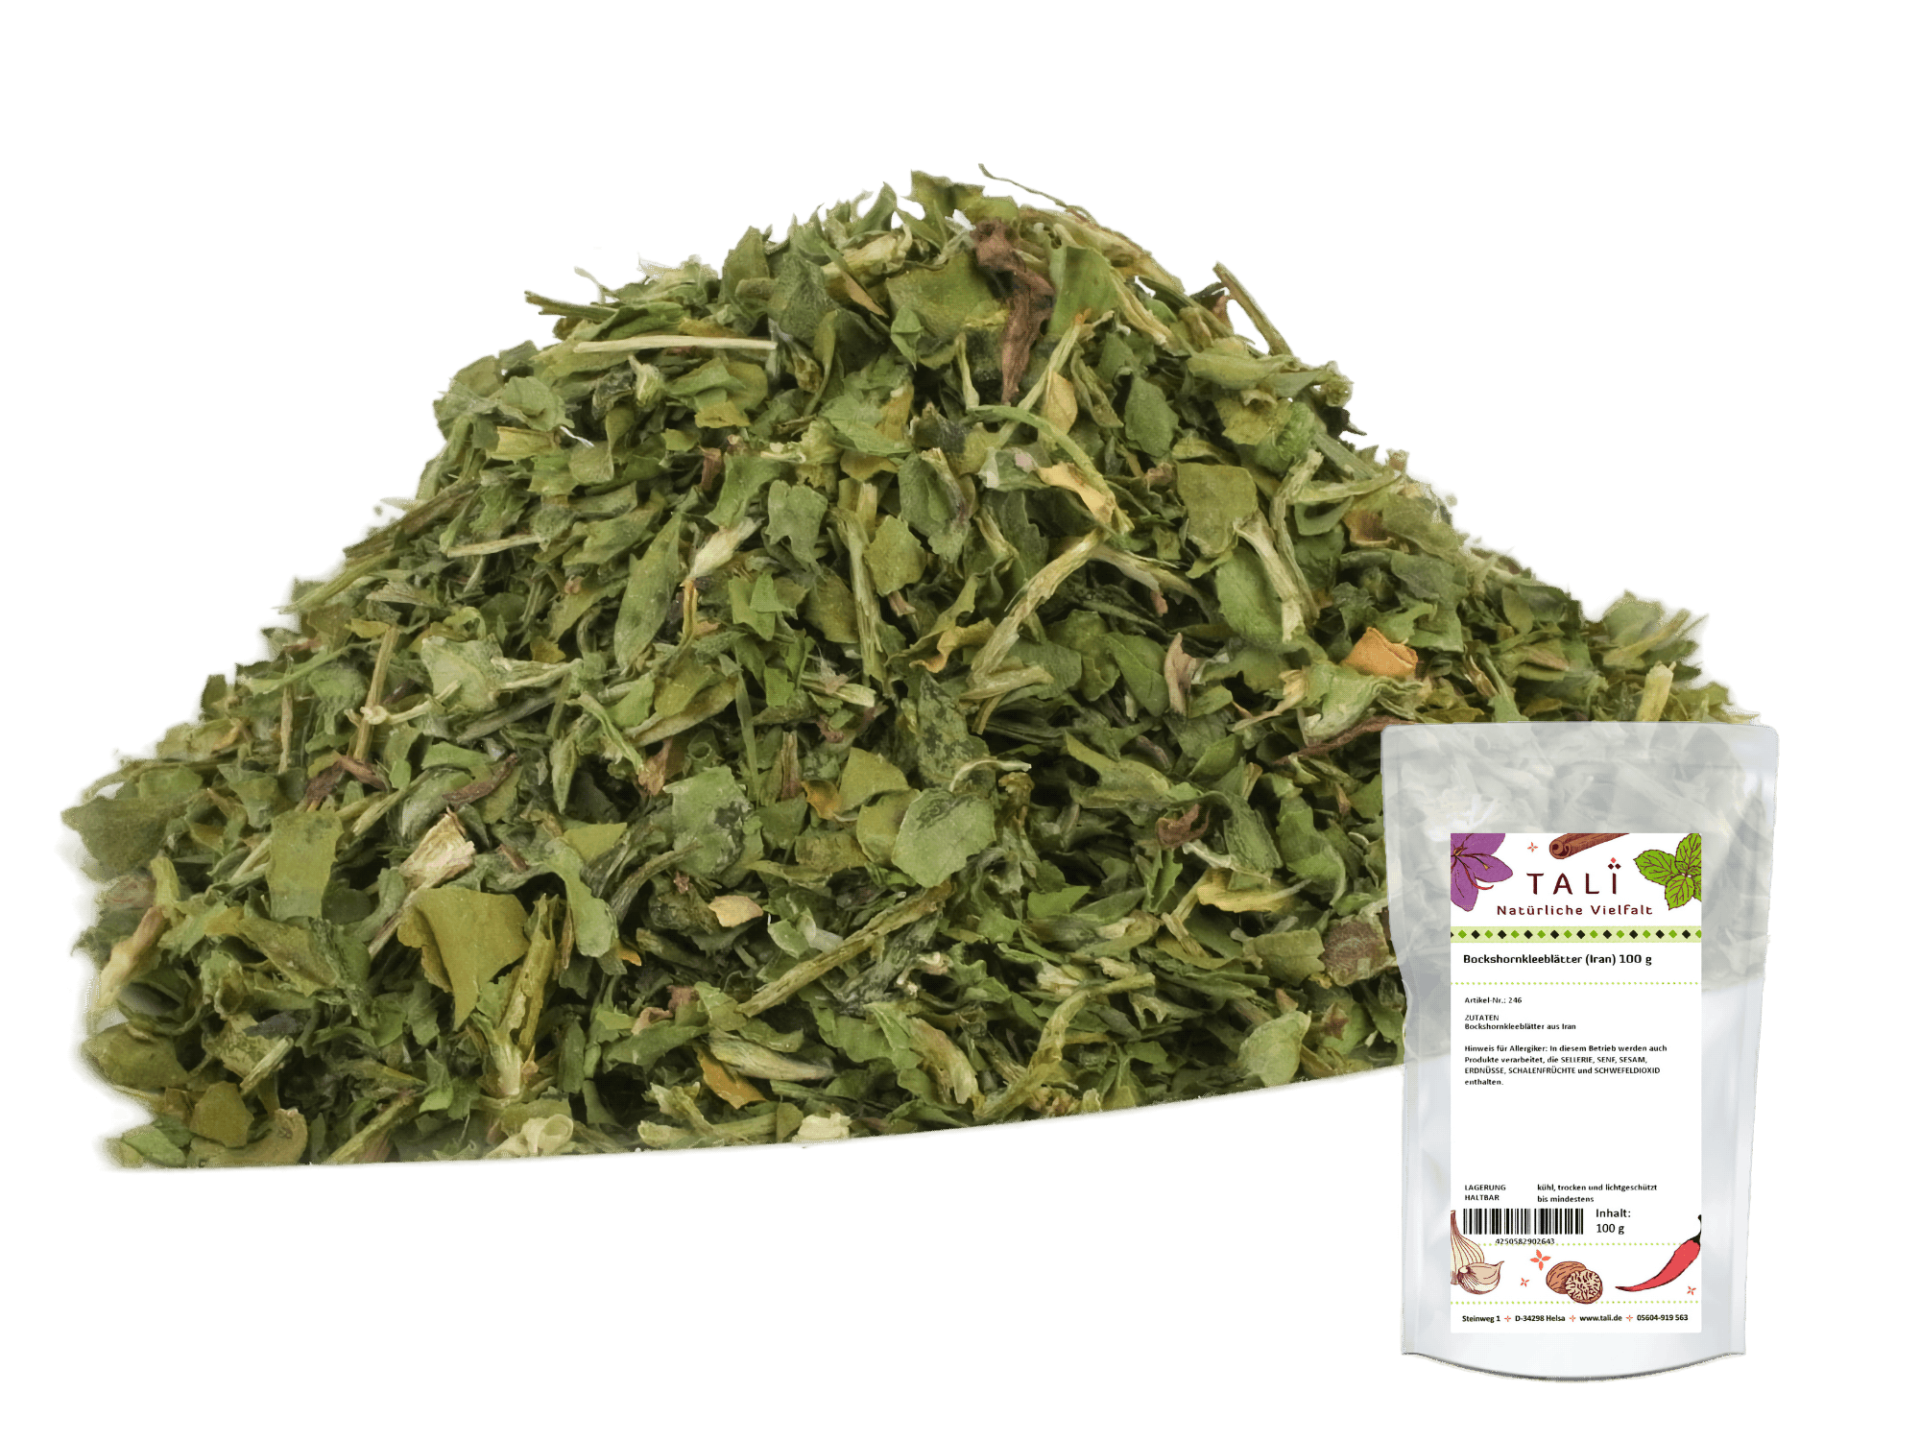 TALÏ
Natürliche Vielfalt
Bockshornkleeblätter (Iran) 100 g
Artikel-Nr.: 246
ZUTATEN
Bockshornkleeblätter aus Iran
Hinweis für Allergiker: In diesem Betrieb werden auch
Produkte verarbeitet, die SELLERIE, SENF, SESAM,
ERDNÜSSE, SCHALENFRÜCHTE und SCHWEFELDIOXID
enthalten.
LAGERUNG kühl, trocken und lichtgeschützt
HALTBAR bis mindestens
Inhalt:
100 g
4250582902643
Steinweg 1 D-34298 Helsa www.tali.de 05604-919 563